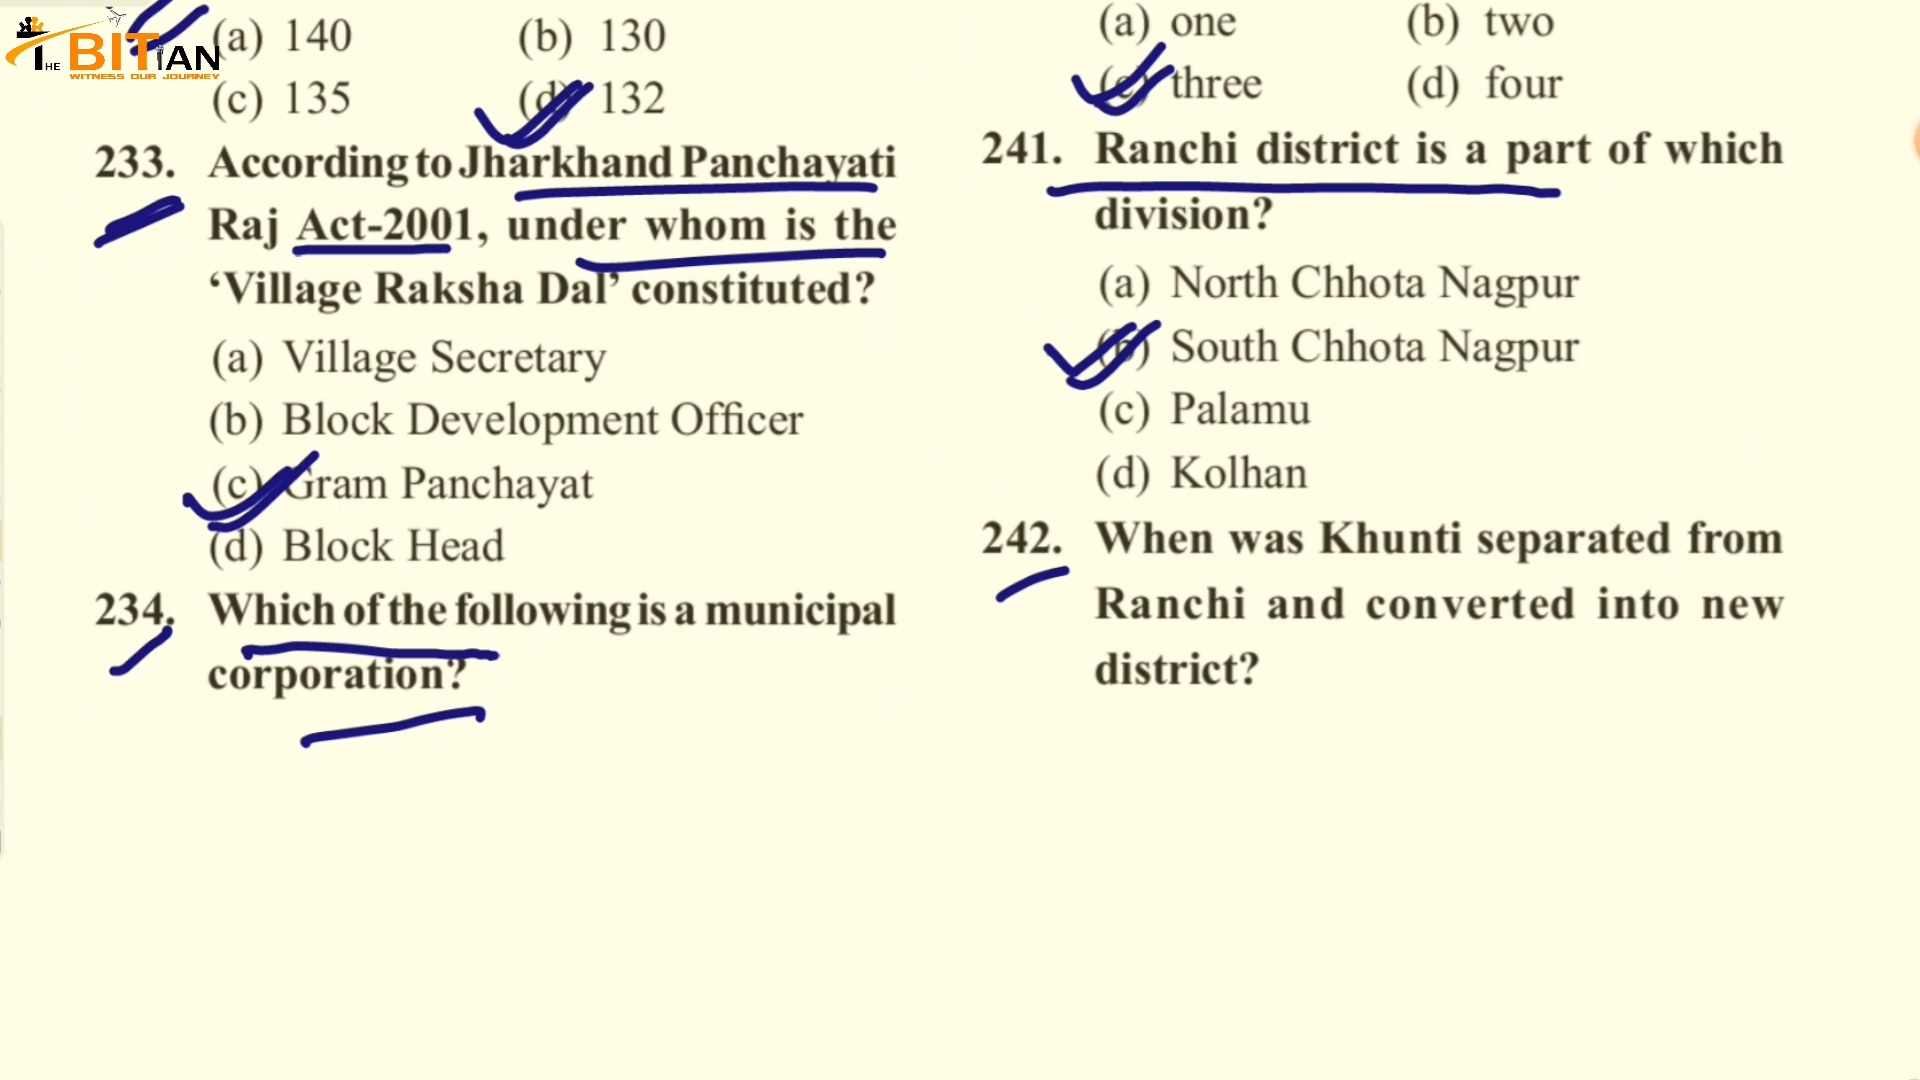 THE BITIAN
WITNESS OUR JOURNEY
(a) 140 (b) 130
(c) 135 (d) 132
233. According to Jharkhand Panchayati
Raj Act-2001, under whom is the
‘Village Raksha Dal’ constituted?
(a) Village Secretary
(b) Block Development Officer
(c) Gram Panchayat
(d) Block Head
234. Which of the following is a municipal
corporation?
(a) one (b) two
(c) three (d) four
241. Ranchi district is a part of which
division?
(a) North Chhota Nagpur
(b) South Chhota Nagpur
(c) Palamu
(d) Kolhan
242. When was Khunti separated from
Ranchi and converted into new
district?